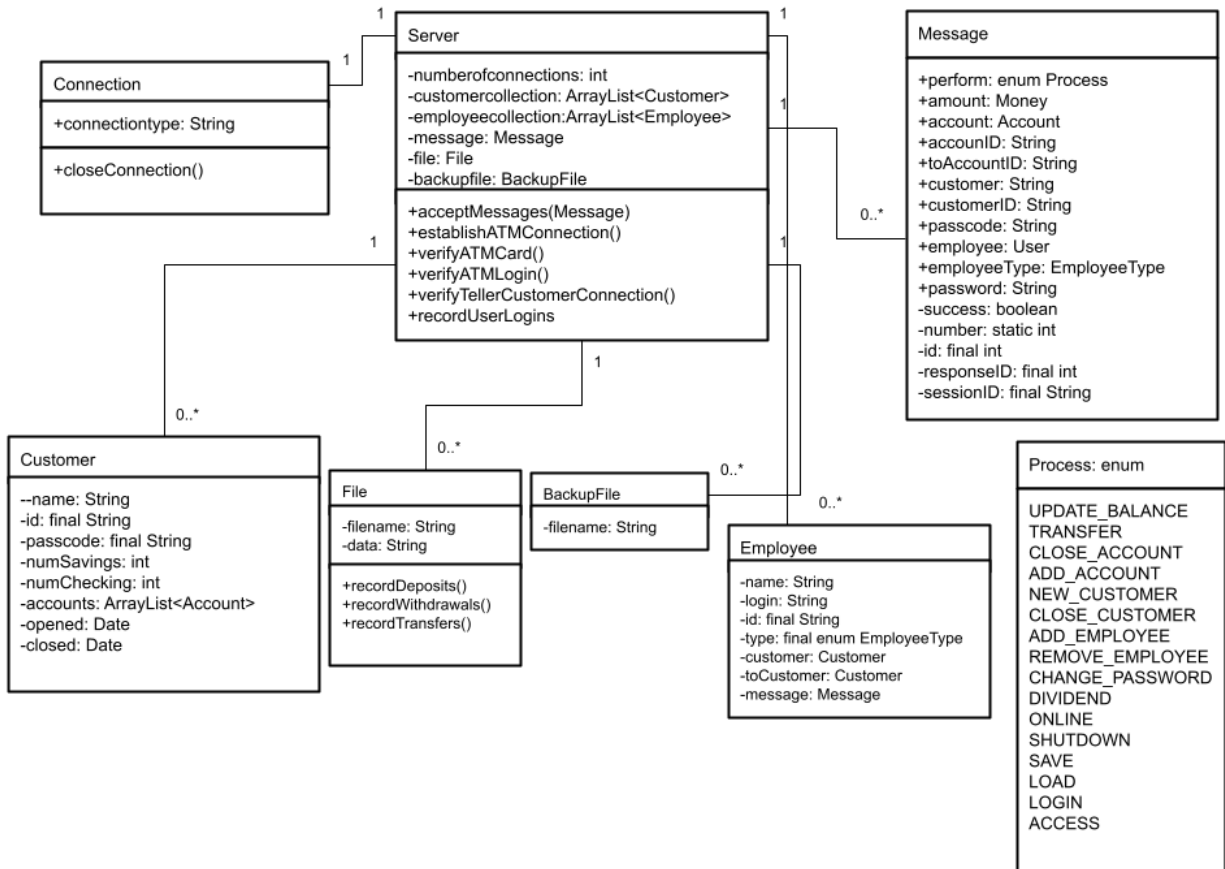 Connection
+connectiontype: String
+closeConnection()
1
1
Server
-numberofconnections: int
-customercollection: ArrayList<Customer>
-employeecollection:ArrayList<Employee>
-message: Message
-file: File
-backupfile: BackupFile
+acceptMessages(Message)
+establishATMConnection()
+verifyATMCard()
+verifyATMLogin()
+verifyTellerCustomerConnection()
+recordUserLogins
1
1
1
1
1
0..*
Message
+perform: enum Process
+amount: Money
+account: Account
+accounID: String
+toAccountID: String
+customer: String
+customerID: String
+passcode: String
+employee: User
+employeeType: EmployeeType
+password: String
-success: boolean
-number: static int
-id: final int
-responseID: final int
-sessionID: final String
0..*
Customer
--name: String
-id: final String
-passcode: final String
-numSavings: int
-numChecking: int
-accounts: ArrayList<Account>
-opened: Date
-closed: Date
0..*
File
-filename: String
-data: String
+recordDeposits()
+recordWithdrawals()
+recordTransfers()
0..*
BackupFile
-filename: String
0..*
Employee
-name: String
-login: String
-id: final String
-type: final enum EmployeeType
-customer: Customer
-toCustomer: Customer
-message: Message
Process: enum
UPDATE_BALANCE
TRANSFER
CLOSE_ACCOUNT
ADD_ACCOUNT
NEW_CUSTOMER
CLOSE_CUSTOMER
ADD_EMPLOYEE
REMOVE_EMPLOYEE
CHANGE_PASSWORD
DIVIDEND
ONLINE
SHUTDOWN
SAVE
LOAD
LOGIN
ACCESS